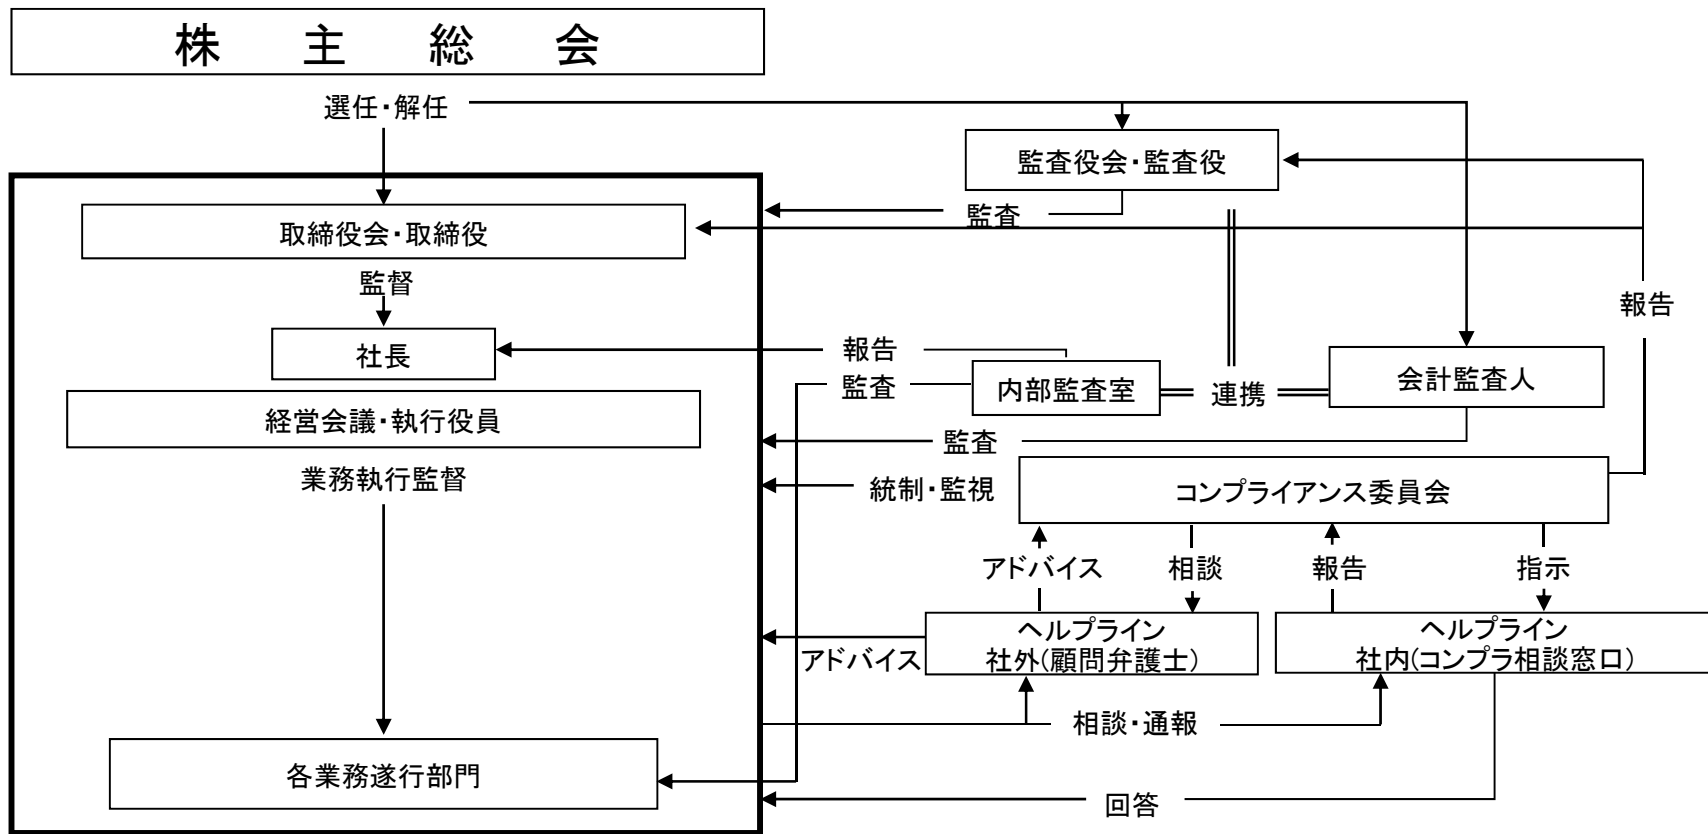 株主総会
選任・解任
監査役会・監査役
監査
取締役会・取締役
監督
報告
社長
報告
監査
内部監査室
連携
会計監査人
経営会議・執行役員
監査
業務執行監督
統制・監視
コンプライアンス委員会
アドバイス
相談
報告
指示
ヘルプライン
社外(顧問弁護士)
ヘルプライン
社内(コンプラ相談窓口)
アドバイス
相談・通報
各業務遂行部門
回答